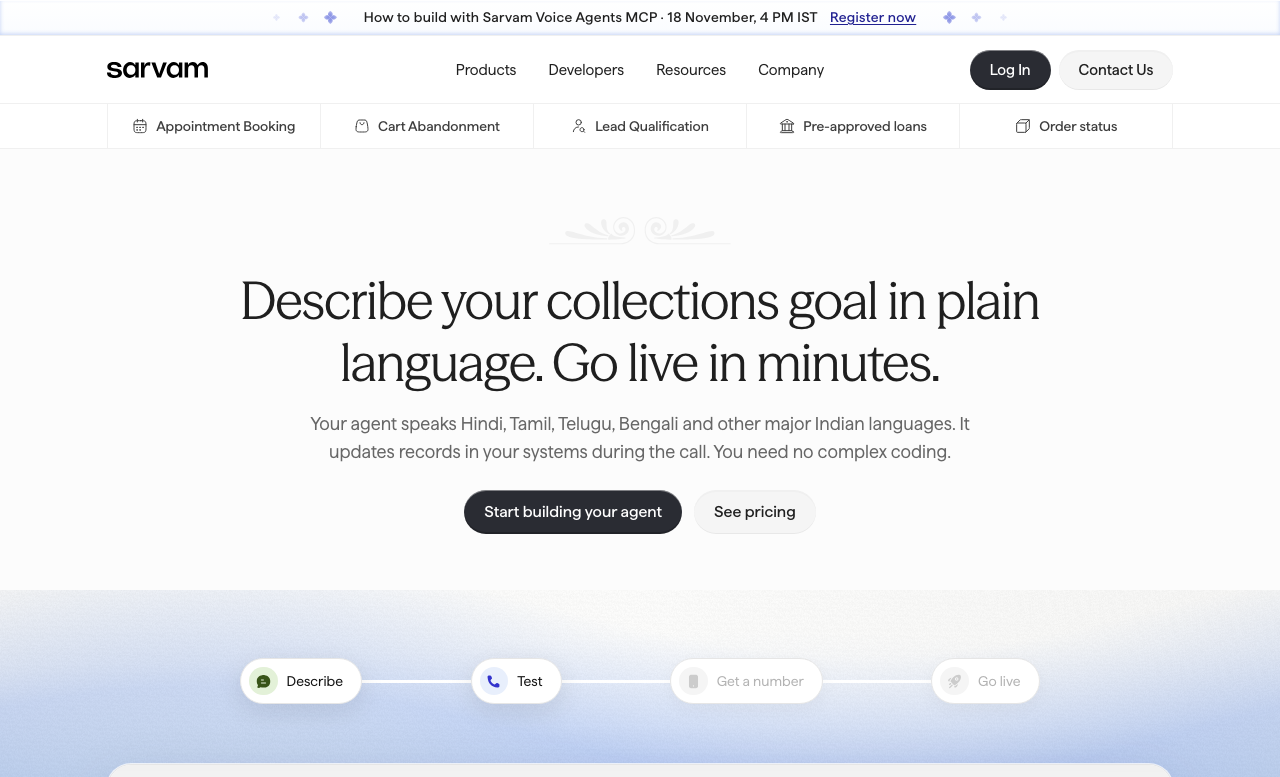 How to build with Sarvam Voice Agents MCP · 18 November, 4 PM IST Register now
sarvam Products Developers Resources Company Log In Contact Us
Appointment Booking Cart Abandonment Lead Qualification Pre-approved loans Order status
Describe your collections goal in plain
language. Go live in minutes.
Your agent speaks Hindi, Tamil, Telugu, Bengali and other major Indian languages. It
updates records in your systems during the call. You need no complex coding.
Start building your agent See pricing
Describe Test Get a number Go live